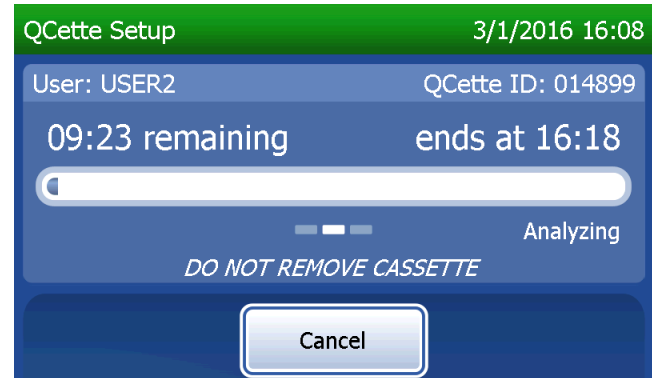 QCette Setup 3/1/2016 16:08
User: USER2 QCette ID: 014899
09:23 remaining ends at 16:18
Analyzing
DO NOT REMOVE CASSETTE
Cancel